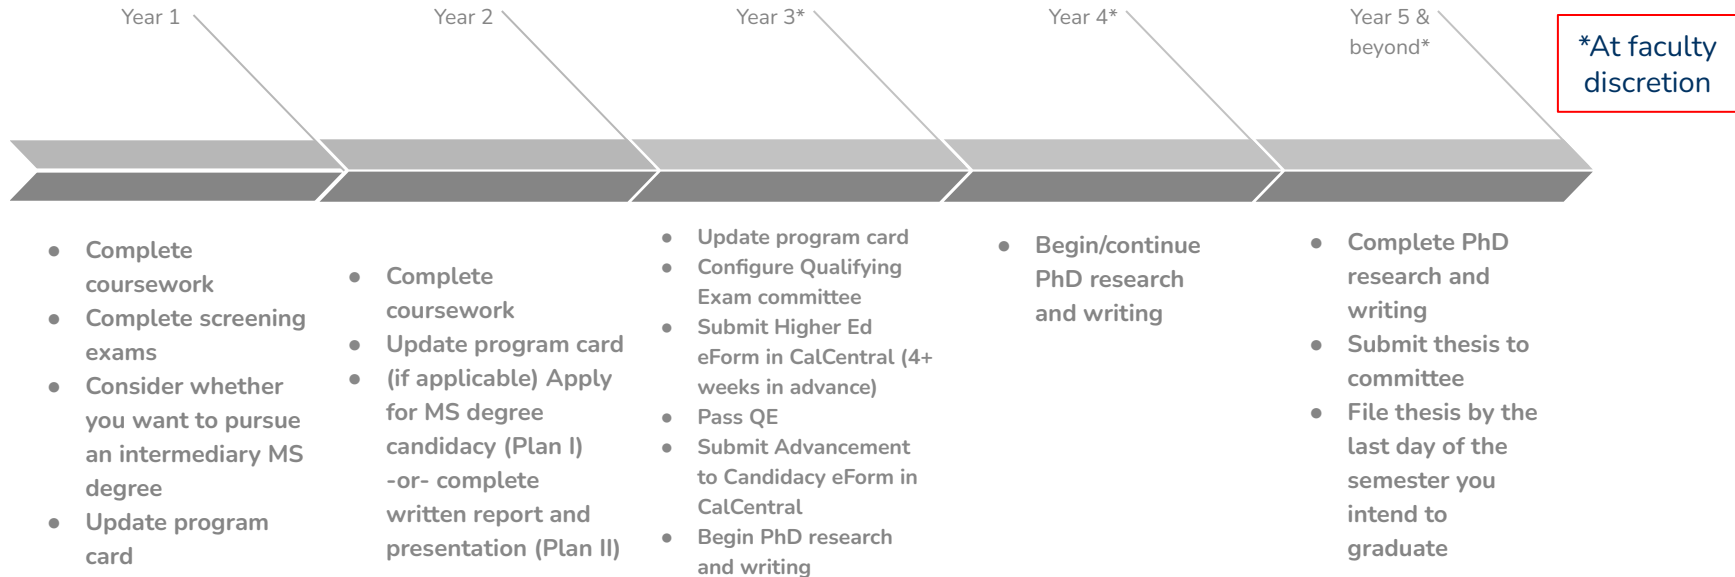 Year 1
Year 2
Year 3*
Year 4*
Year 5 &
beyond*
*At faculty
discretion
● Complete
coursework
● Complete screening
exams
● Consider whether
you want to pursue
an intermediary MS
degree
● Update program
card
● Complete
coursework
● Update program card
● (if applicable) Apply
for MS degree
candidacy (Plan I)
-or- complete
written report and
presentation (Plan II)
● Update program card
● Configure Qualifying
Exam committee
● Submit Higher Ed
eForm in CalCentral (4+
weeks in advance)
● Pass QE
● Submit Advancement
to Candidacy eForm in
CalCentral
● Begin PhD research
and writing
● Begin/continue
PhD research
and writing
● Complete PhD
research and
writing
● Submit thesis to
committee
● File thesis by the
last day of the
semester you
intend to
graduate